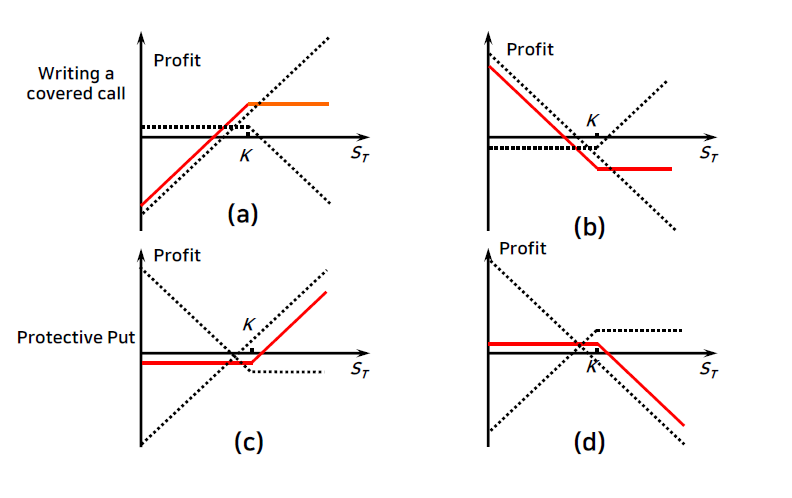 Profit
Writing a
covered call
K
S_T
(a)
Profit
K
S_T
(b)
Profit
Protective Put
K
S_T
(c)
Profit
K
S_T
(d)